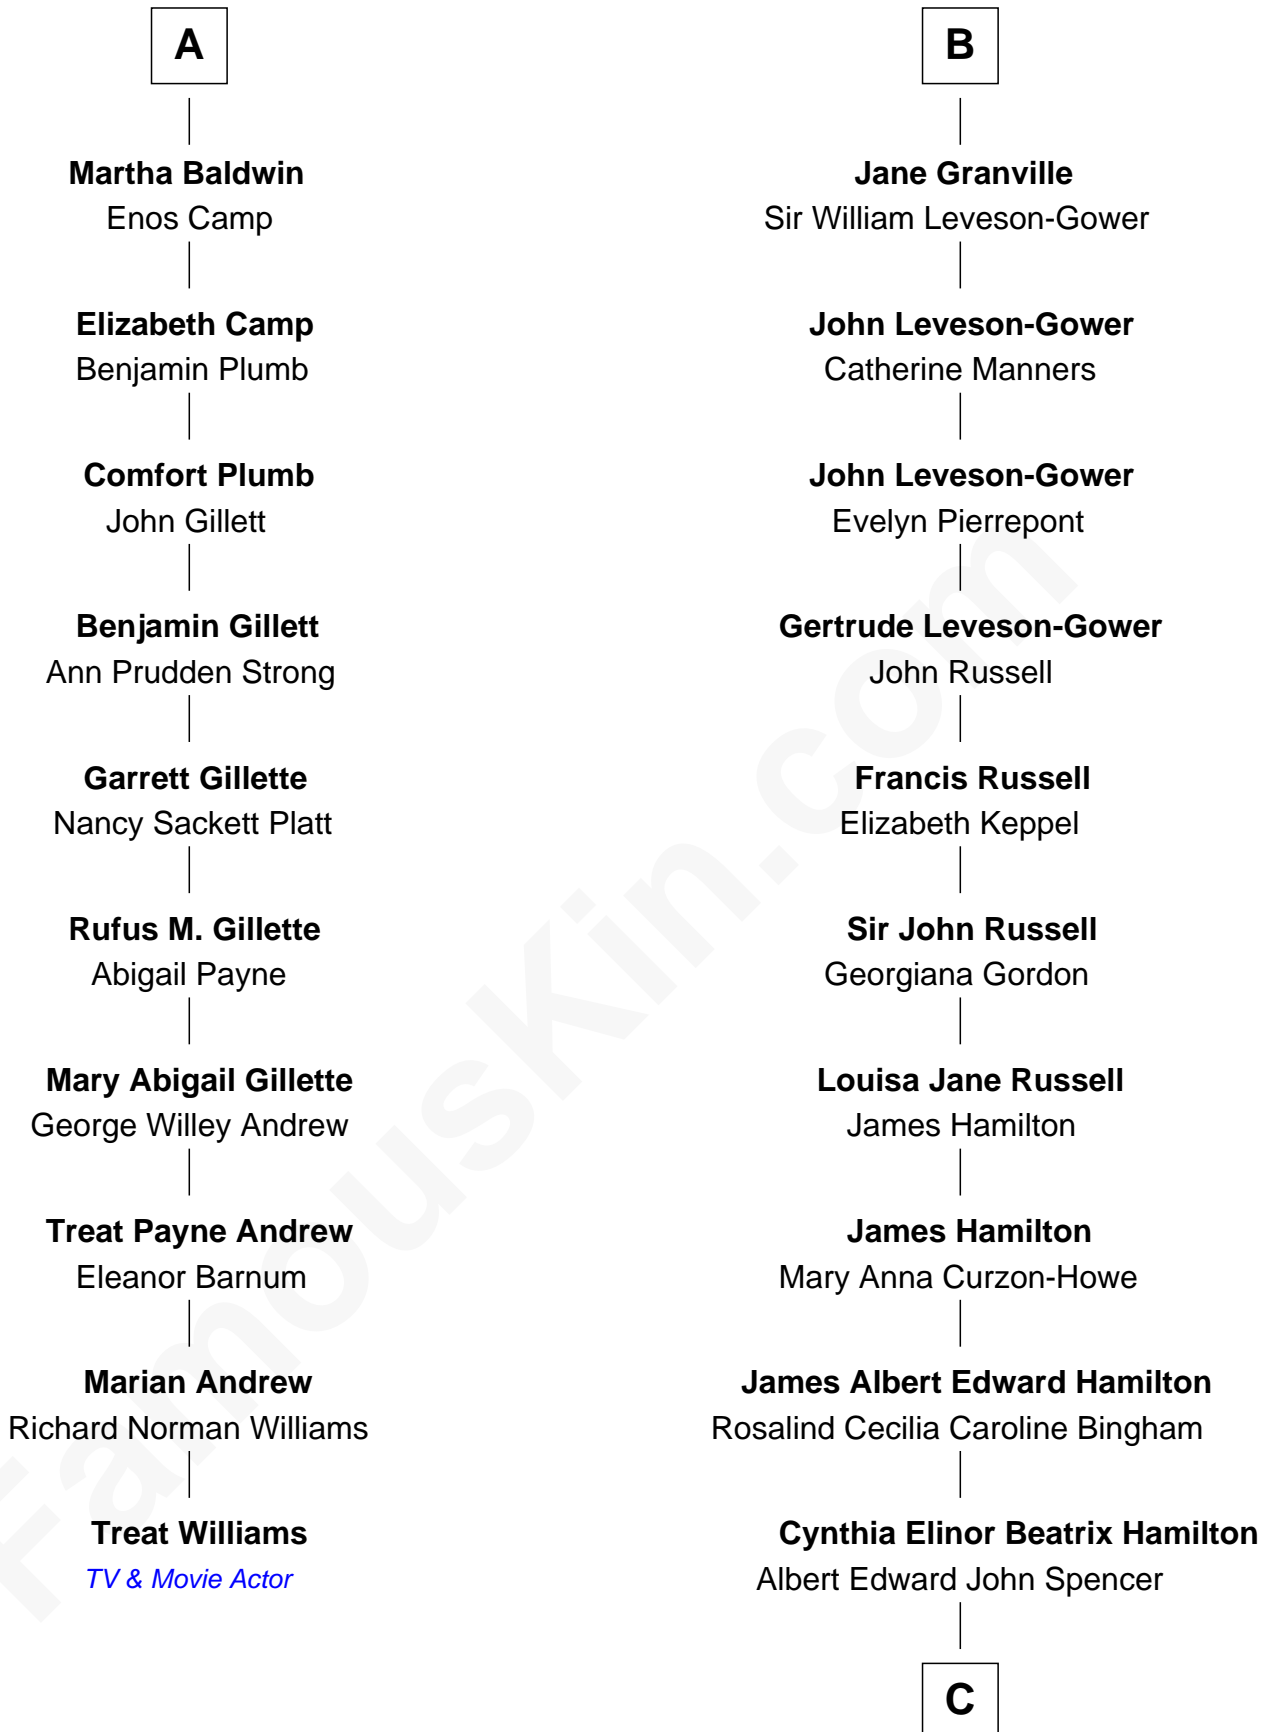 A
Martha Baldwin
Enos Camp
Elizabeth Camp
Benjamin Plumb
Comfort Plumb
John Gillett
Benjamin Gillett
Ann Prudden Strong
Garrett Gillette
Nancy Sackett Platt
Rufus M. Gillette
Abigail Payne
Mary Abigail Gillette
George Willey Andrew
Treat Payne Andrew
Eleanor Barnum
Marian Andrew
Richard Norman Williams
Treat Williams
TV & Movie Actor
B
Jane Granville
Sir William Leveson-Gower
John Leveson-Gower
Catherine Manners
John Leveson-Gower
Evelyn Pierrepont
Gertrude Leveson-Gower
John Russell
Francis Russell
Elizabeth Keppel
Sir John Russell
Georgiana Gordon
Louisa Jane Russell
James Hamilton
James Hamilton
Mary Anna Curzon-Howe
James Albert Edward Hamilton
Rosalind Cecilia Caroline Bingham
Cynthia Elinor Beatrix Hamilton
Albert Edward John Spencer
C
FamousKin.com